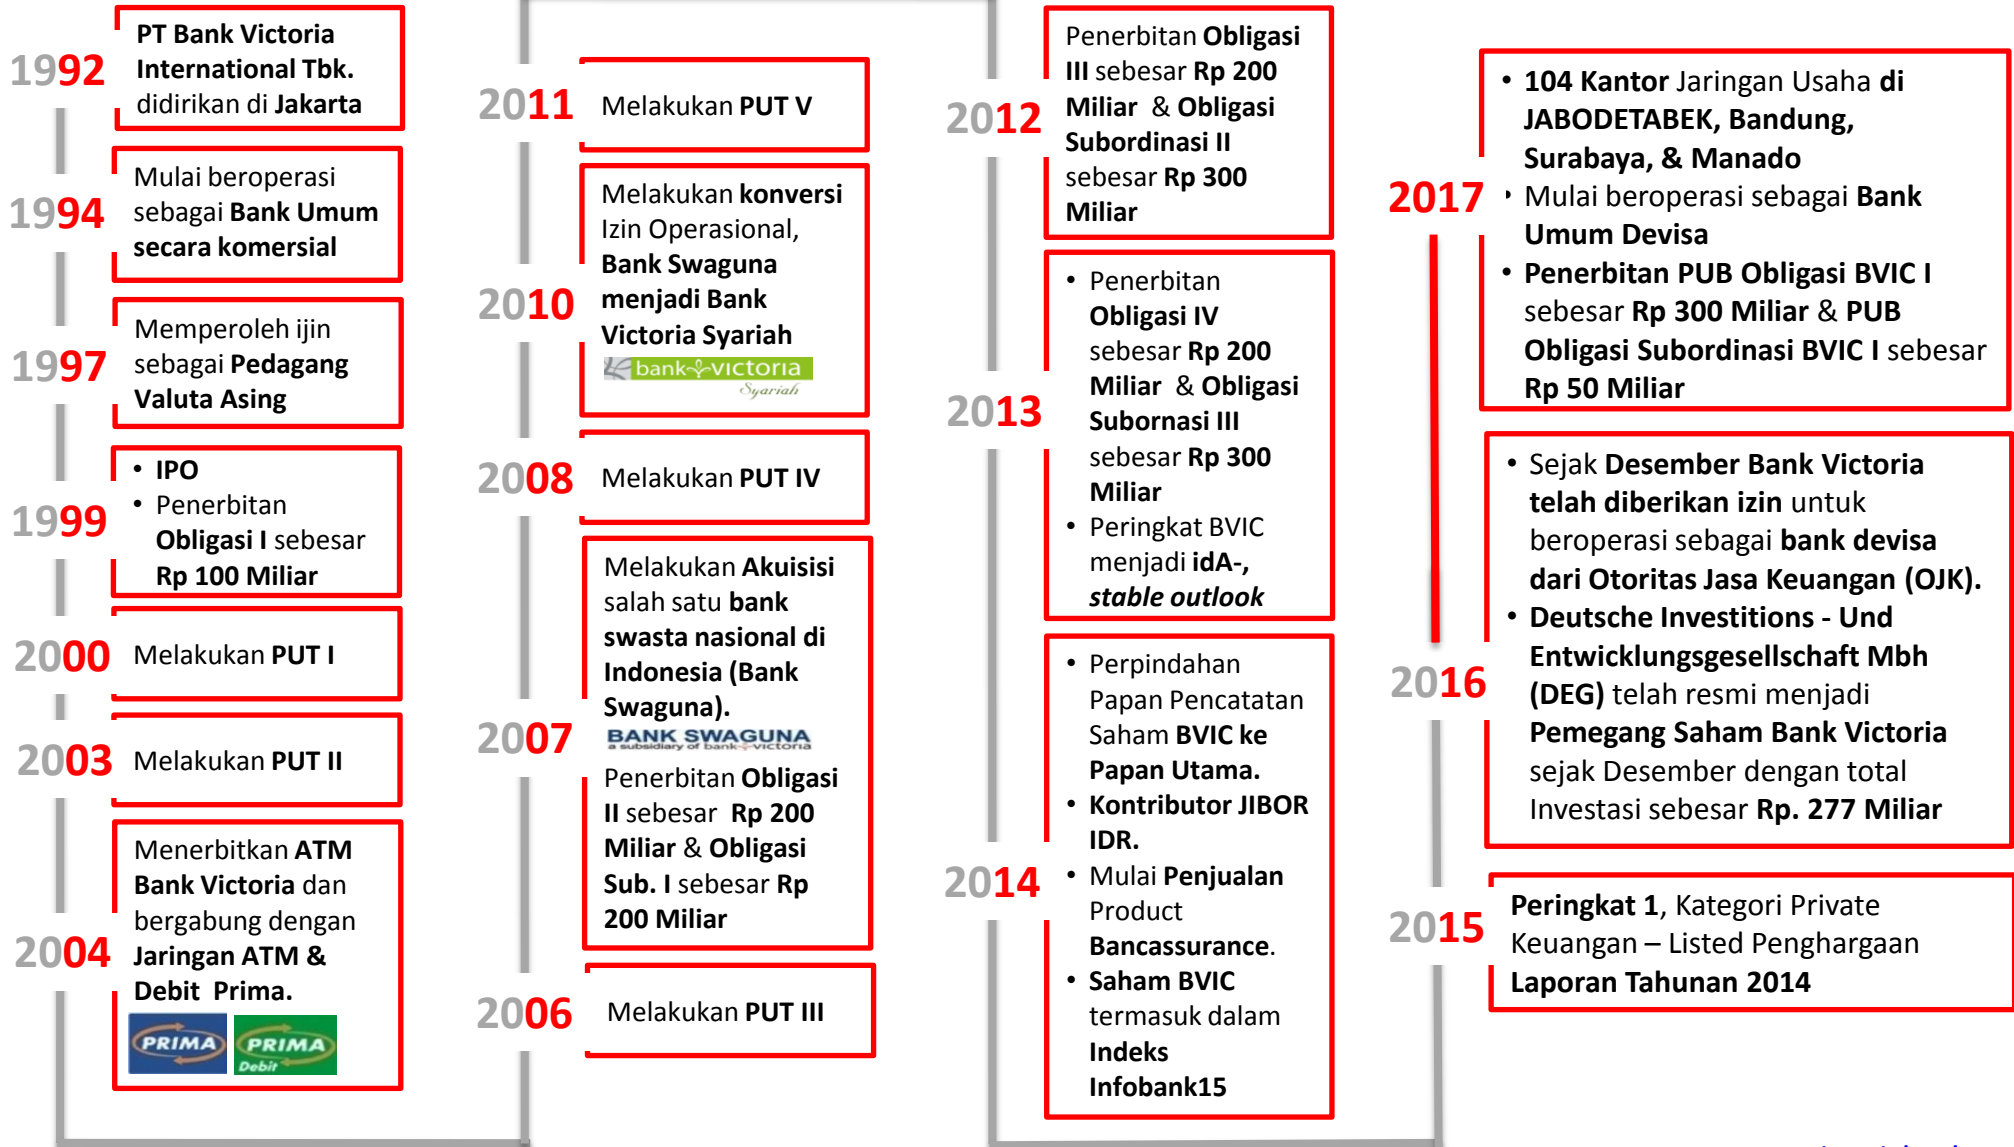 1992
PT Bank Victoria
International Tbk.
didirikan di Jakarta
1994
Mulai beroperasi
sebagai Bank Umum
secara komersial
1997
Memperoleh ijin
sebagai Pedagang
Valuta Asing
1999
• IPO
• Penerbitan
Obligasi I sebesar
Rp 100 Miliar
2000
Melakukan PUT I
2003
Melakukan PUT II
2004
Menerbitkan ATM
Bank Victoria dan
bergabung dengan
Jaringan ATM &
Debit Prima.
PRIMA
PRIMA
Debit
2011
Melakukan PUT V
2010
Melakukan konversi
Izin Operasional,
Bank Swaguna
menjadi Bank
Victoria Syariah
bank victoria
Syariah
2008
Melakukan PUT IV
2007
Melakukan Akuisisi
salah satu bank
swasta nasional di
Indonesia (Bank
Swaguna).
BANK SWAGUNA
a subsidiary of bank victoria
Penerbitan Obligasi
II sebesar Rp 200
Miliar & Obligasi
Sub. I sebesar Rp
200 Miliar
2006
Melakukan PUT III
2012
Penerbitan Obligasi
III sebesar Rp 200
Miliar & Obligasi
Subordinasi II
sebesar Rp 300
Miliar
2013
• Penerbitan
Obligasi IV
sebesar Rp 200
Miliar & Obligasi
Subornasi III
sebesar Rp 300
Miliar
• Peringkat BVIC
menjadi idA-,
stable outlook
2014
• Perpindahan
Papan Pencatatan
Saham BVIC ke
Papan Utama.
• Kontributor JIBOR
IDR.
• Mulai Penjualan
Product
Bancassurance.
• Saham BVIC
termasuk dalam
Indeks
Infobank15
2017
• 104 Kantor Jaringan Usaha di
JABODETABEK, Bandung,
Surabaya, & Manado
• Mulai beroperasi sebagai Bank
Umum Devisa
• Penerbitan PUB Obligasi BVIC I
sebesar Rp 300 Miliar & PUB
Obligasi Subordinasi BVIC I sebesar
Rp 50 Miliar
2016
• Sejak Desember Bank Victoria
telah diberikan izin untuk
beroperasi sebagai bank devisa
dari Otoritas Jasa Keuangan (OJK).
• Deutsche Investitions - Und
Entwicklungsgesellschaft Mbh
(DEG) telah resmi menjadi
Pemegang Saham Bank Victoria
sejak Desember dengan total
Investasi sebesar Rp. 277 Miliar
2015
Peringkat 1, Kategori Private
Keuangan – Listed Penghargaan
Laporan Tahunan 2014